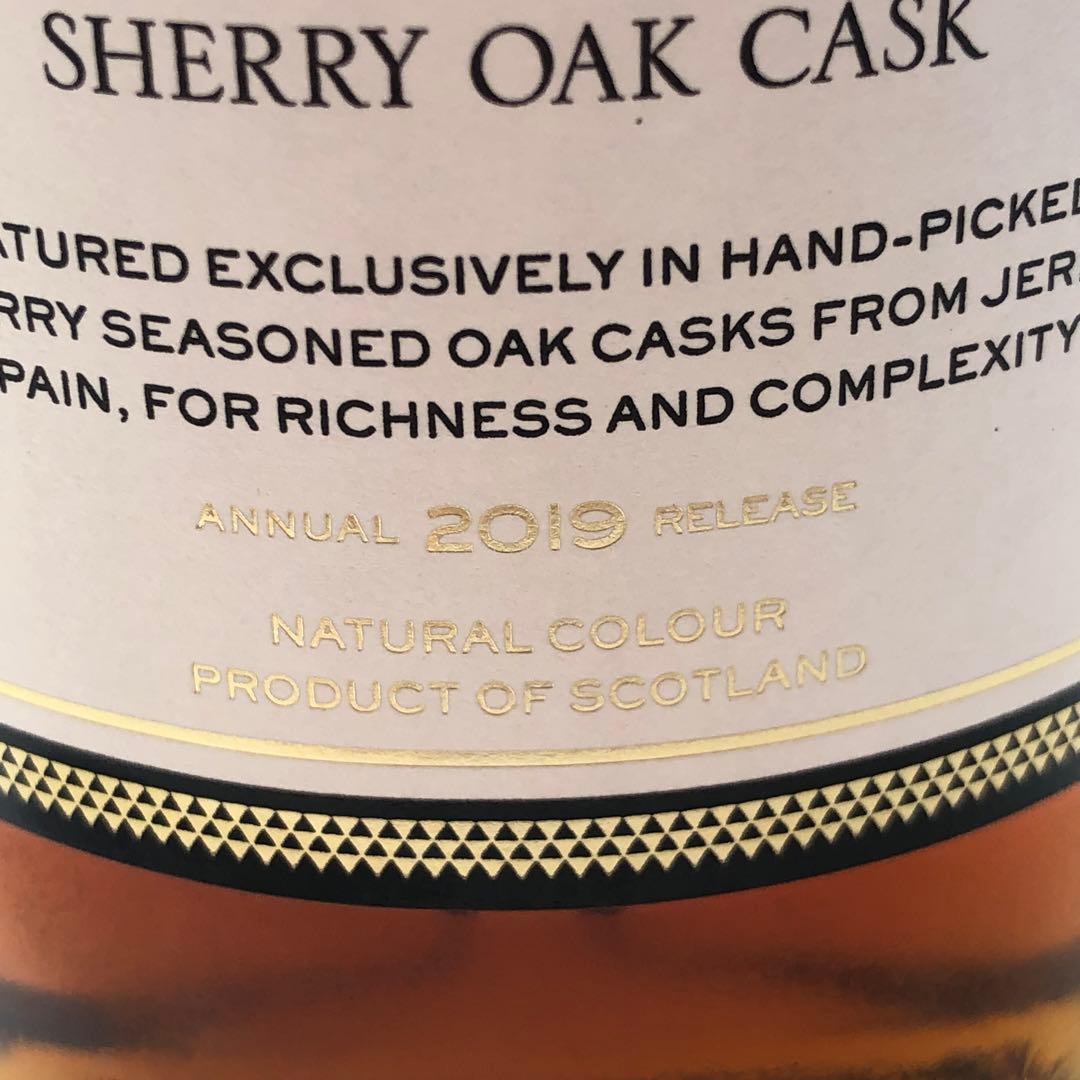 SHERRY OAK CASK
ATURED EXCLUSIVELY IN HAND-PICKED
RRY SEASONED OAK CASKS FROM JER
PAIN, FOR RICHNESS AND COMPLEXITY
ANNUAL 2019 RELEASE
NATURAL COLOUR
PRODUCT OF SCOTLAND